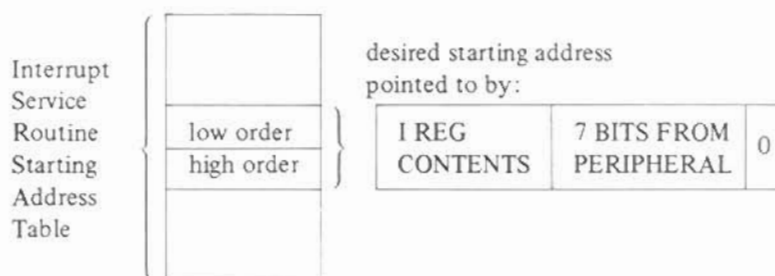 Interrupt
Service
Routine
Starting
Address
Table
low order
high order
desired starting address
pointed to by:
I REG
CONTENTS
7 BITS FROM
PERIPHERAL
0